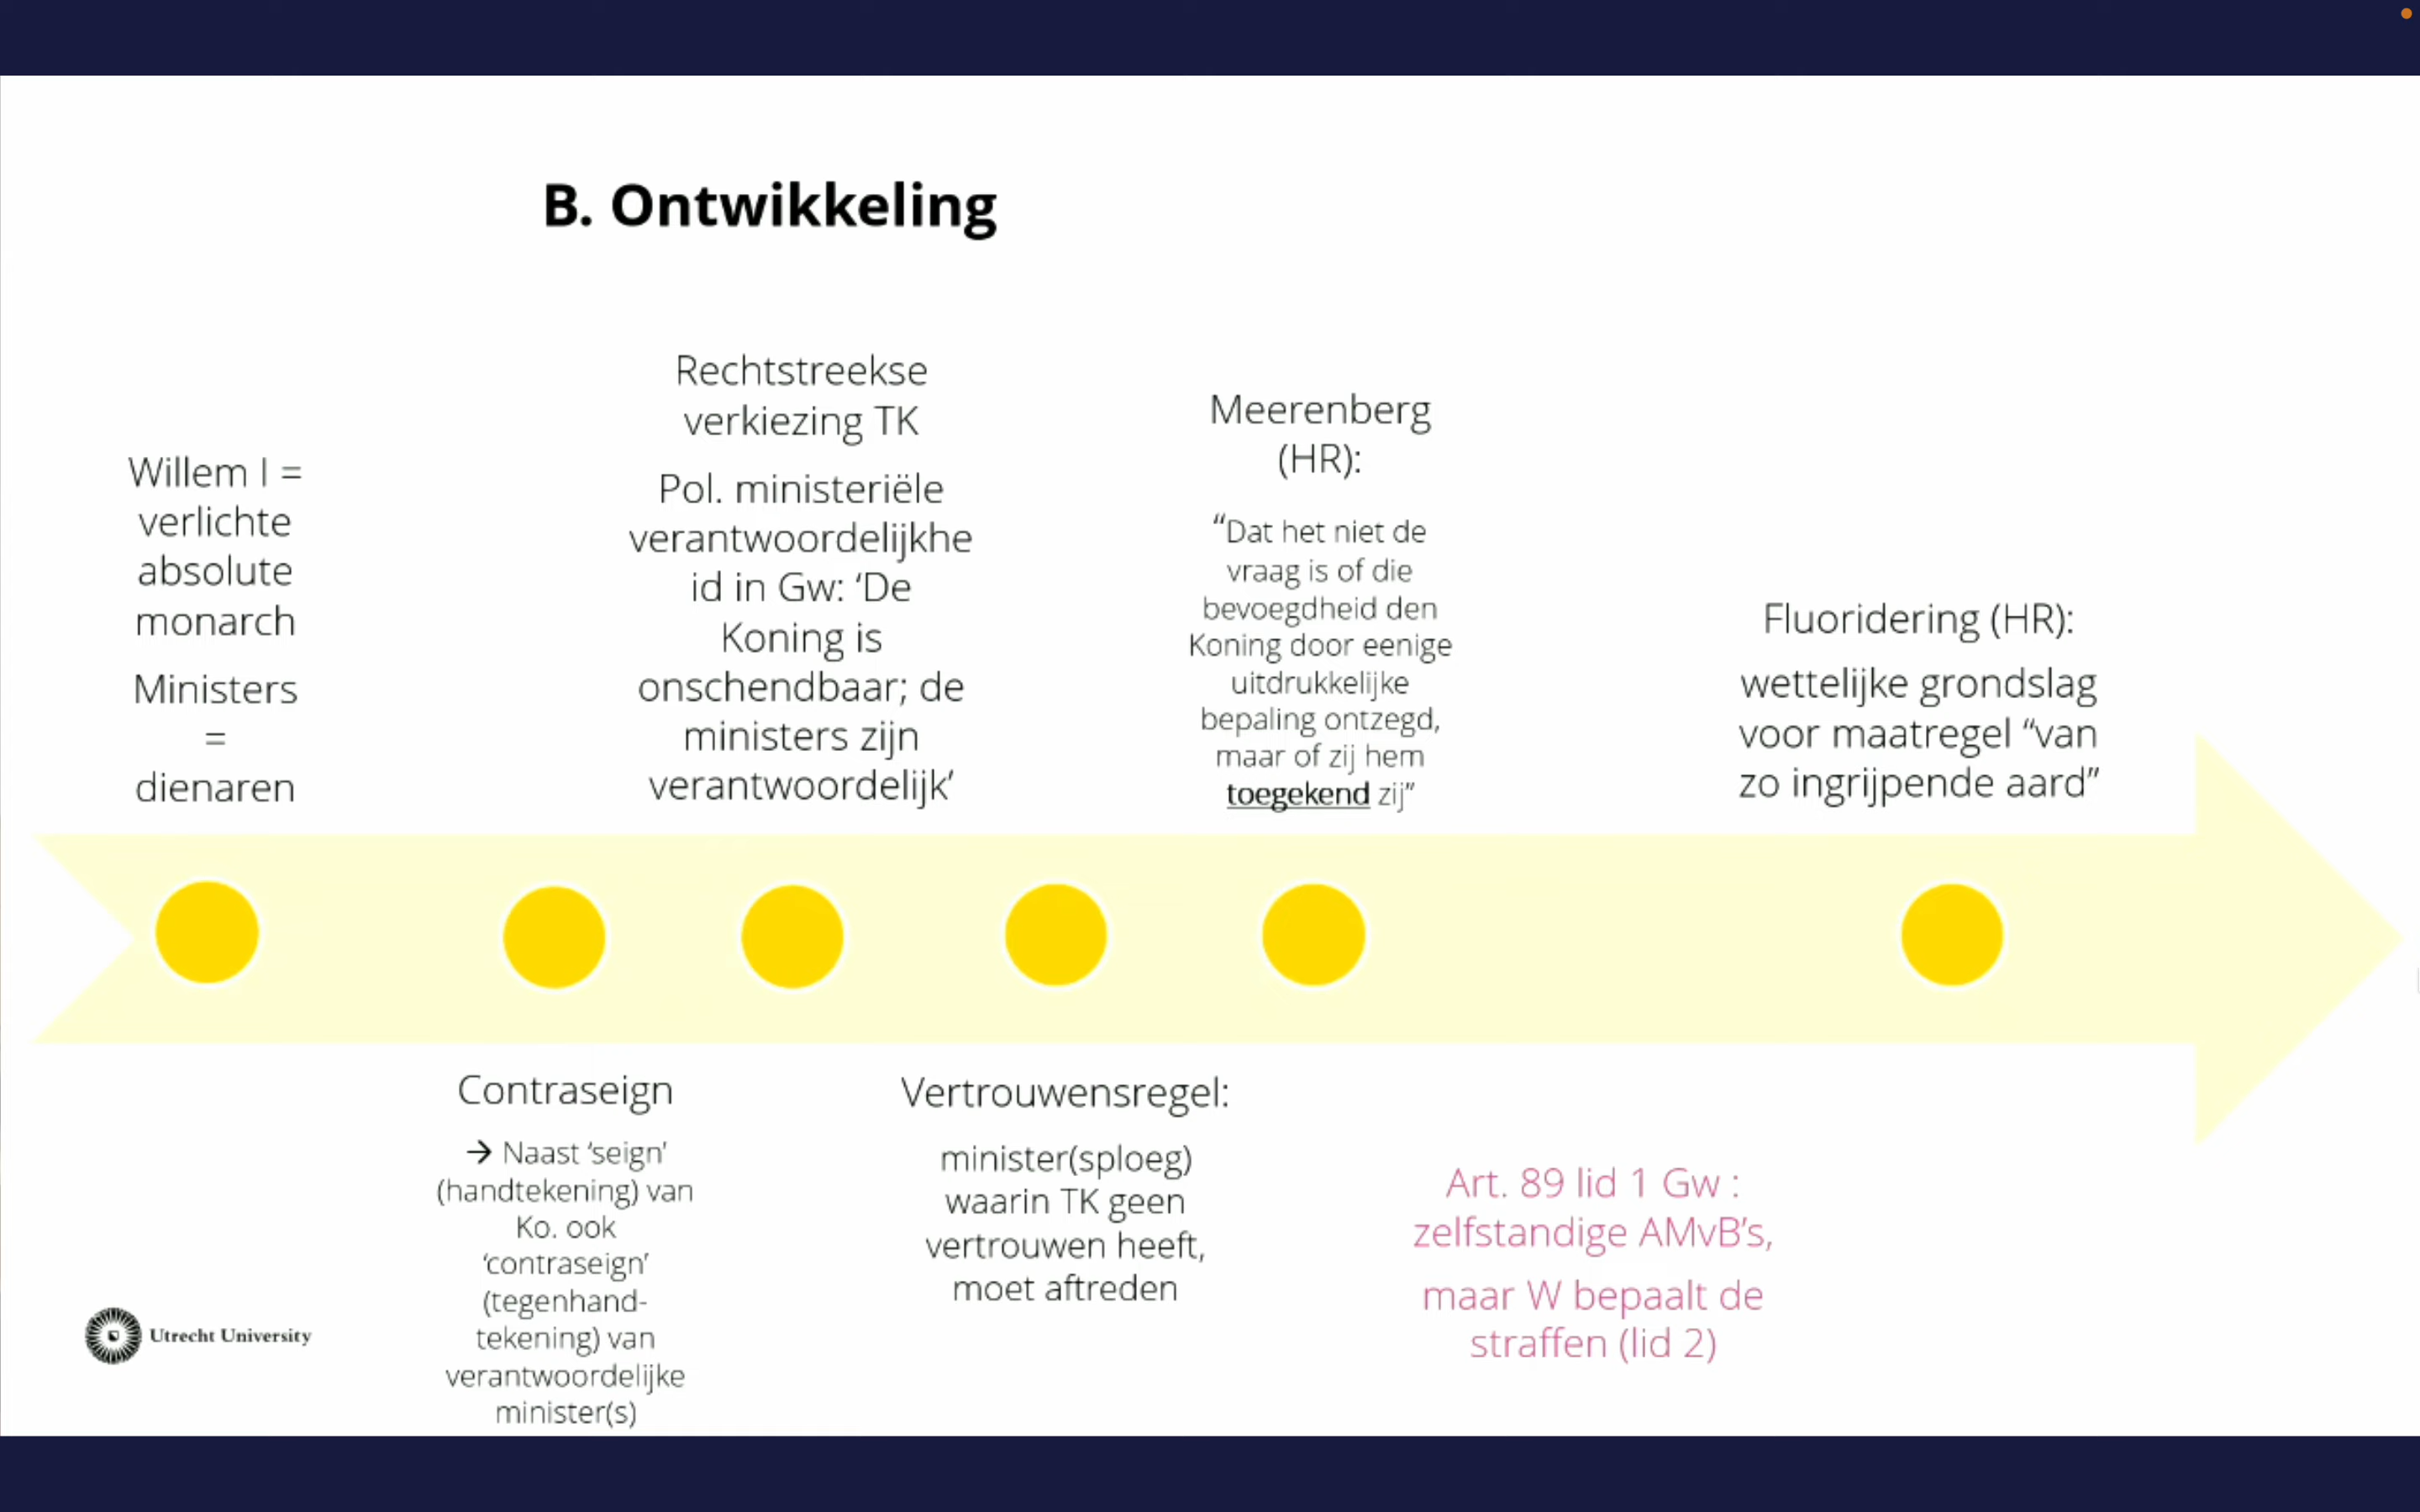 B. Ontwikkeling
Willem I =
verlichte
absolute
monarch
Ministers
=
dienaren
Rechtstreekse
verkiezing TK
Pol. ministeriële
verantwoordelijkhe
id in Gw: ‘De
Koning is
onschendbaar; de
ministers zijn
verantwoordelijk’
Meerenberg
(HR):
“Dat het niet de
vraag is of die
bevoegdheid den
Koning door eenige
uitdrukkelijke
bepaling ontzegd,
maar of zij hem
toegekend zij”
Fluoridering (HR):
wettelijke grondslag
voor maatregel “van
zo ingrijpende aard”
Contraseign
→ Naast ‘seign’
(handtekening) van
Ko. ook
‘contraseign’
(tegenhand-
tekening) van
verantwoordelijke
minister(s)
Vertrouwensregel:
minister(sploeg)
waarin TK geen
vertrouwen heeft,
moet aftreden
Art. 89 lid 1 Gw :
zelfstandige AMvB’s,
maar W bepaalt de
straffen (lid 2)
Utrecht University